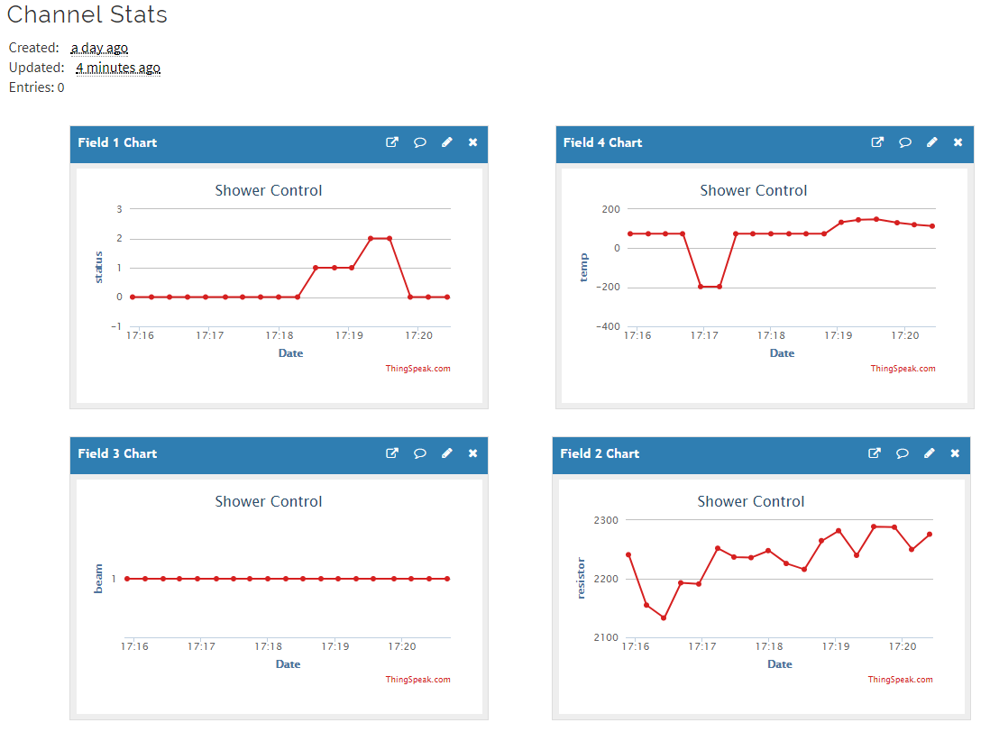 Channel Stats
Created: a day ago
Updated: 4 minutes ago
Entries: 0
Field 1 Chart
Shower Control
3
2
1
0
−1
status
17:16 17:17 17:18 17:19 17:20
Date
ThingSpeak.com
Field 4 Chart
Shower Control
200
0
−200
−400
temp
17:16 17:17 17:18 17:19 17:20
Date
ThingSpeak.com
Field 3 Chart
Shower Control
1
beam
17:16 17:17 17:18 17:19 17:20
Date
ThingSpeak.com
Field 2 Chart
Shower Control
2300
2200
2100
resistor
17:16 17:17 17:18 17:19 17:20
Date
ThingSpeak.com